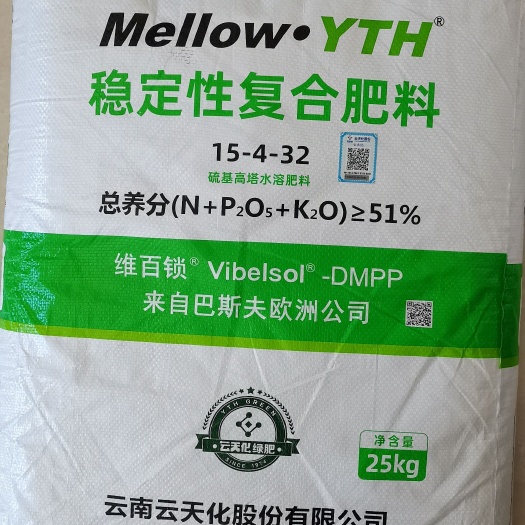 Mellow•YTH®
稳定性复合肥料
15-4-32
硫基高塔水溶肥料
总养分(N+P₂O₅+K₂O)≥51%
维百锁® Vibelsol®-DMPP
来自巴斯夫欧洲公司
YTH GREEN
云天化绿肥
SINCE 1974
净含量
25kg
云南云天化股份有限公司